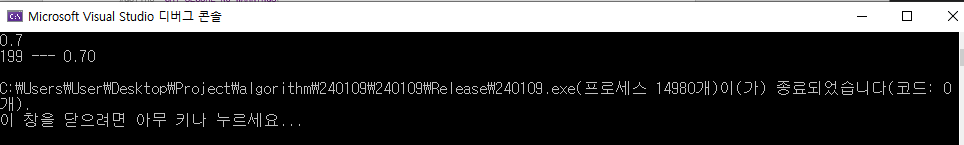 Microsoft Visual Studio 디버그 콘솔
0.7
199 --- 0.70
C:₩Users₩User₩Desktop₩Project₩algorithm₩240109₩240109₩Release₩240109.exe(프로세스 14980개)이(가) 종료되었습니다(코드: 0
개).
이 창을 닫으려면 아무 키나 누르세요...